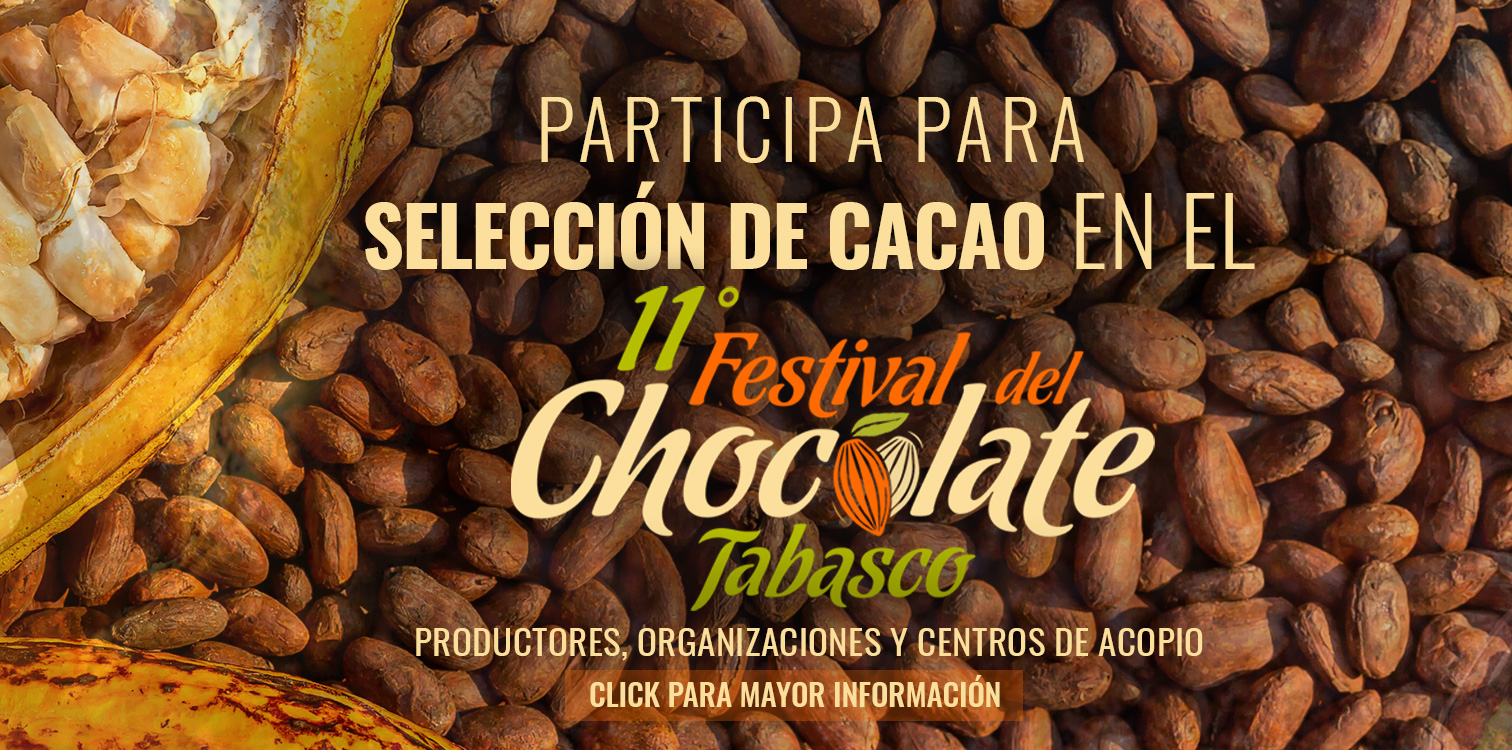 PARTICIPA PARA
SELECCIÓN DE CACAO EN EL
11°
Festival del
Chocolate
Tabasco
PRODUCTORES, ORGANIZACIONES Y CENTROS DE ACOPIO
CLICK PARA MAYOR INFORMACIÓN